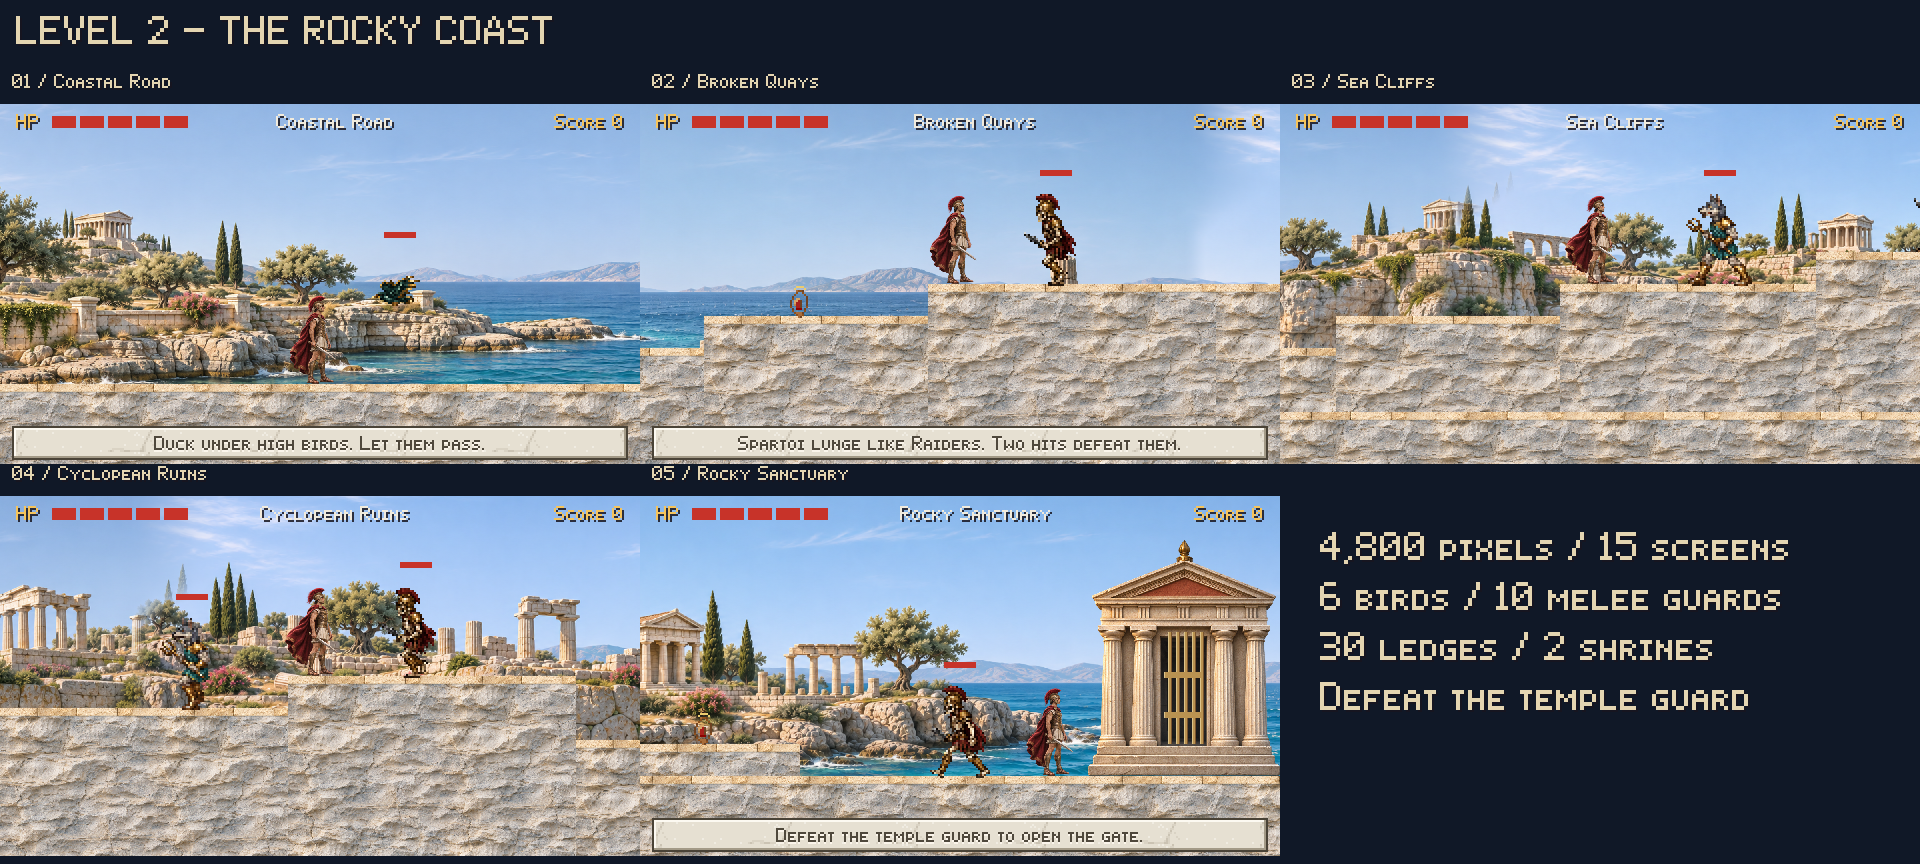 LEVEL 2 – THE ROCKY COAST
01 / Coastal Road
HP
Coastal Road
Score 0
Duck under high birds. Let them pass.
02 / Broken Quays
HP
Broken Quays
Score 0
Spartoi lunge like Raiders. Two hits defeat them.
03 / Sea Cliffs
HP
Sea Cliffs
Score 0
04 / Cyclopean Ruins
HP
Cyclopean Ruins
Score 0
05 / Rocky Sanctuary
HP
Rocky Sanctuary
Score 0
Defeat the temple guard to open the gate.
4,800 pixels / 15 screens
6 birds / 10 melee guards
30 ledges / 2 shrines
Defeat the temple guard